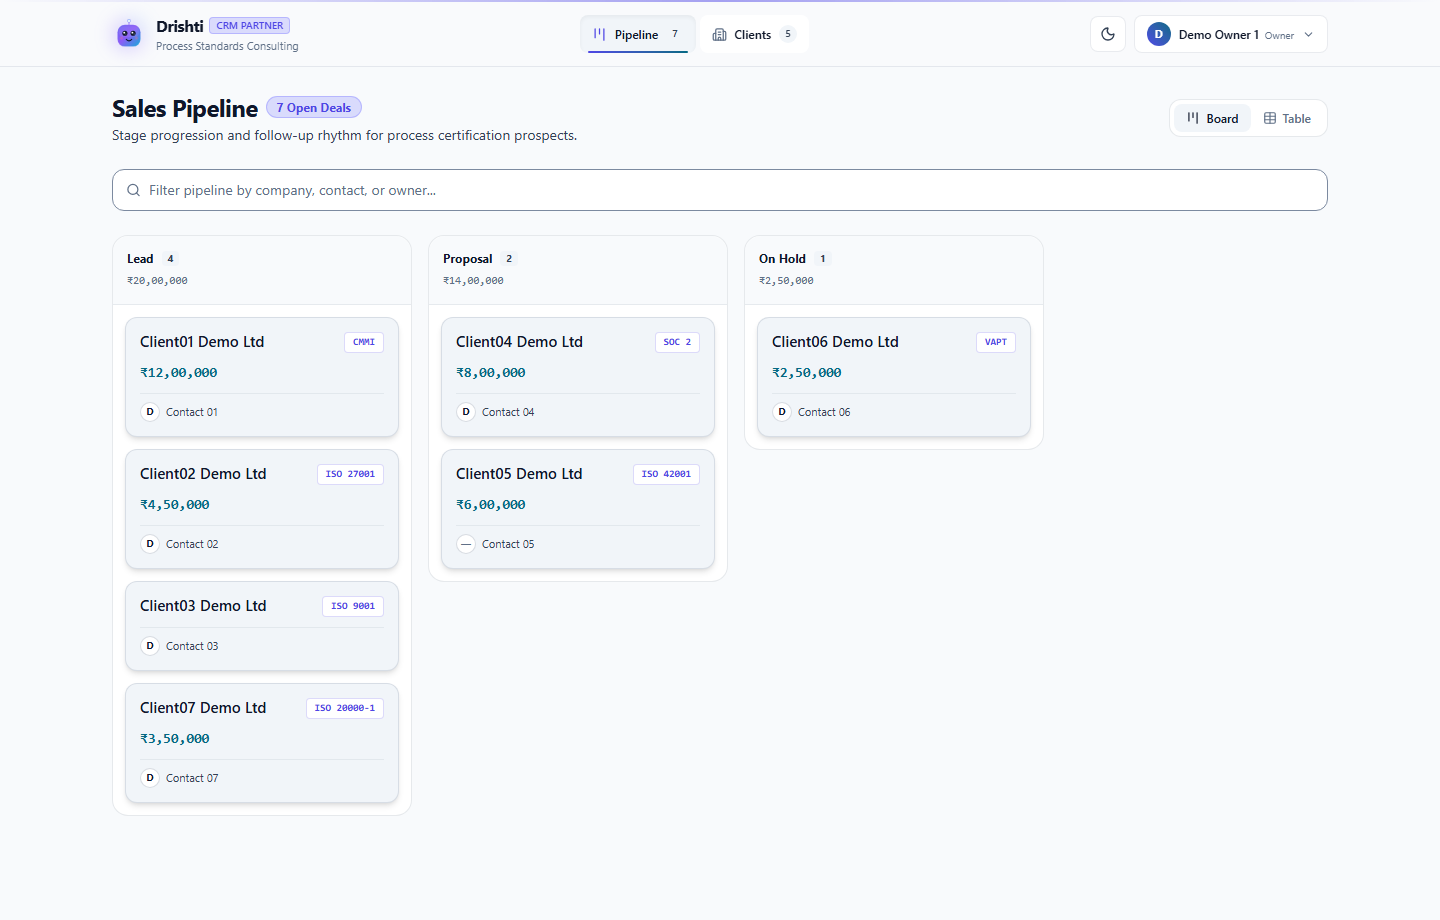 Drishti CRM PARTNER
Process Standards Consulting
Pipeline 7
Clients 5
D Demo Owner 1 Owner
Sales Pipeline 7 Open Deals
Stage progression and follow-up rhythm for process certification prospects.
Board
Table
Filter pipeline by company, contact, or owner...
Lead 4
₹20,00,000
Client01 Demo Ltd CMMI
₹12,00,000
D Contact 01
Client02 Demo Ltd ISO 27001
₹4,50,000
D Contact 02
Client03 Demo Ltd ISO 9001
D Contact 03
Client07 Demo Ltd ISO 20000-1
₹3,50,000
D Contact 07
Proposal 2
₹14,00,000
Client04 Demo Ltd SOC 2
₹8,00,000
D Contact 04
Client05 Demo Ltd ISO 42001
₹6,00,000
— Contact 05
On Hold 1
₹2,50,000
Client06 Demo Ltd VAPT
₹2,50,000
D Contact 06